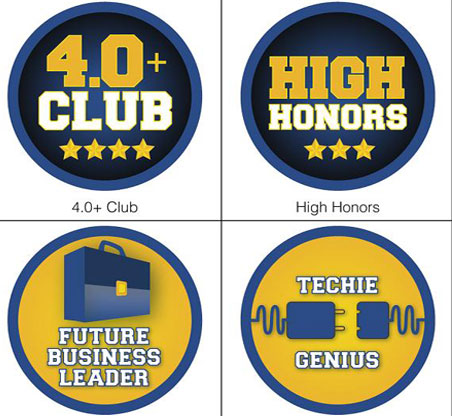 4.0+
CLUB
4.0+ Club
HIGH
HONORS
High Honors
FUTURE
BUSINESS
LEADER
TECHIE
GENIUS